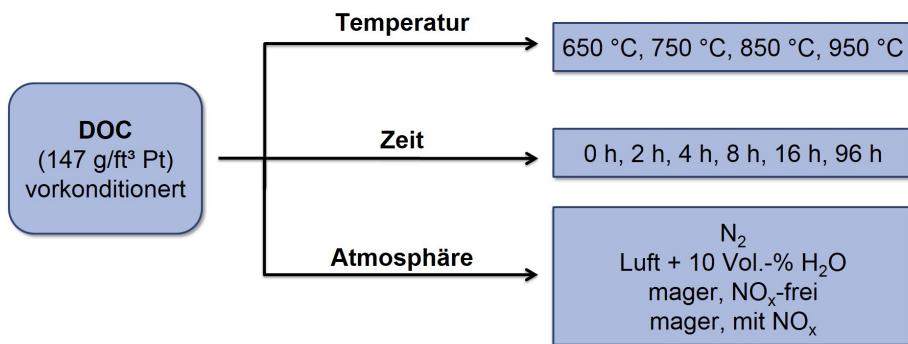 Temperatur
650 °C, 750 °C, 850 °C, 950 °C
DOC
(147 g/ft³ Pt)
vorkonditioniert
Zeit
0 h, 2 h, 4 h, 8 h, 16 h, 96 h
Atmosphäre
N₂
Luft + 10 Vol.-% H₂O
mager, NOₓ-frei
mager, mit NOₓ